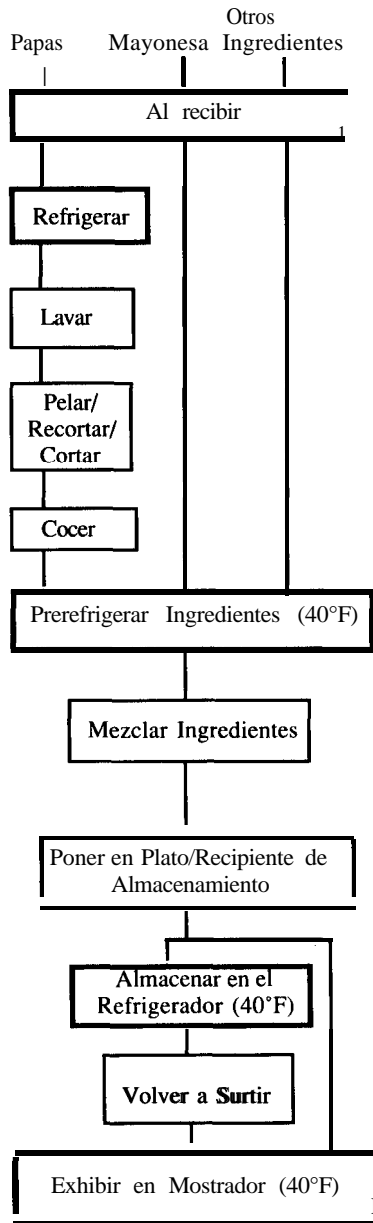 Otros
Papas Mayonesa Ingredientes
Al recibir
Refrigerar
Lavar
Pelar/
Recortar/
Cortar
Cocer
Prerefrigerar Ingredientes (40°F)
Mezclar Ingredientes
Poner en Plato/Recipiente de
Almacenamiento
Almacenar en el
Refrigerador (40°F)
Volver a Surtir
Exhibir en Mostrador (40°F)